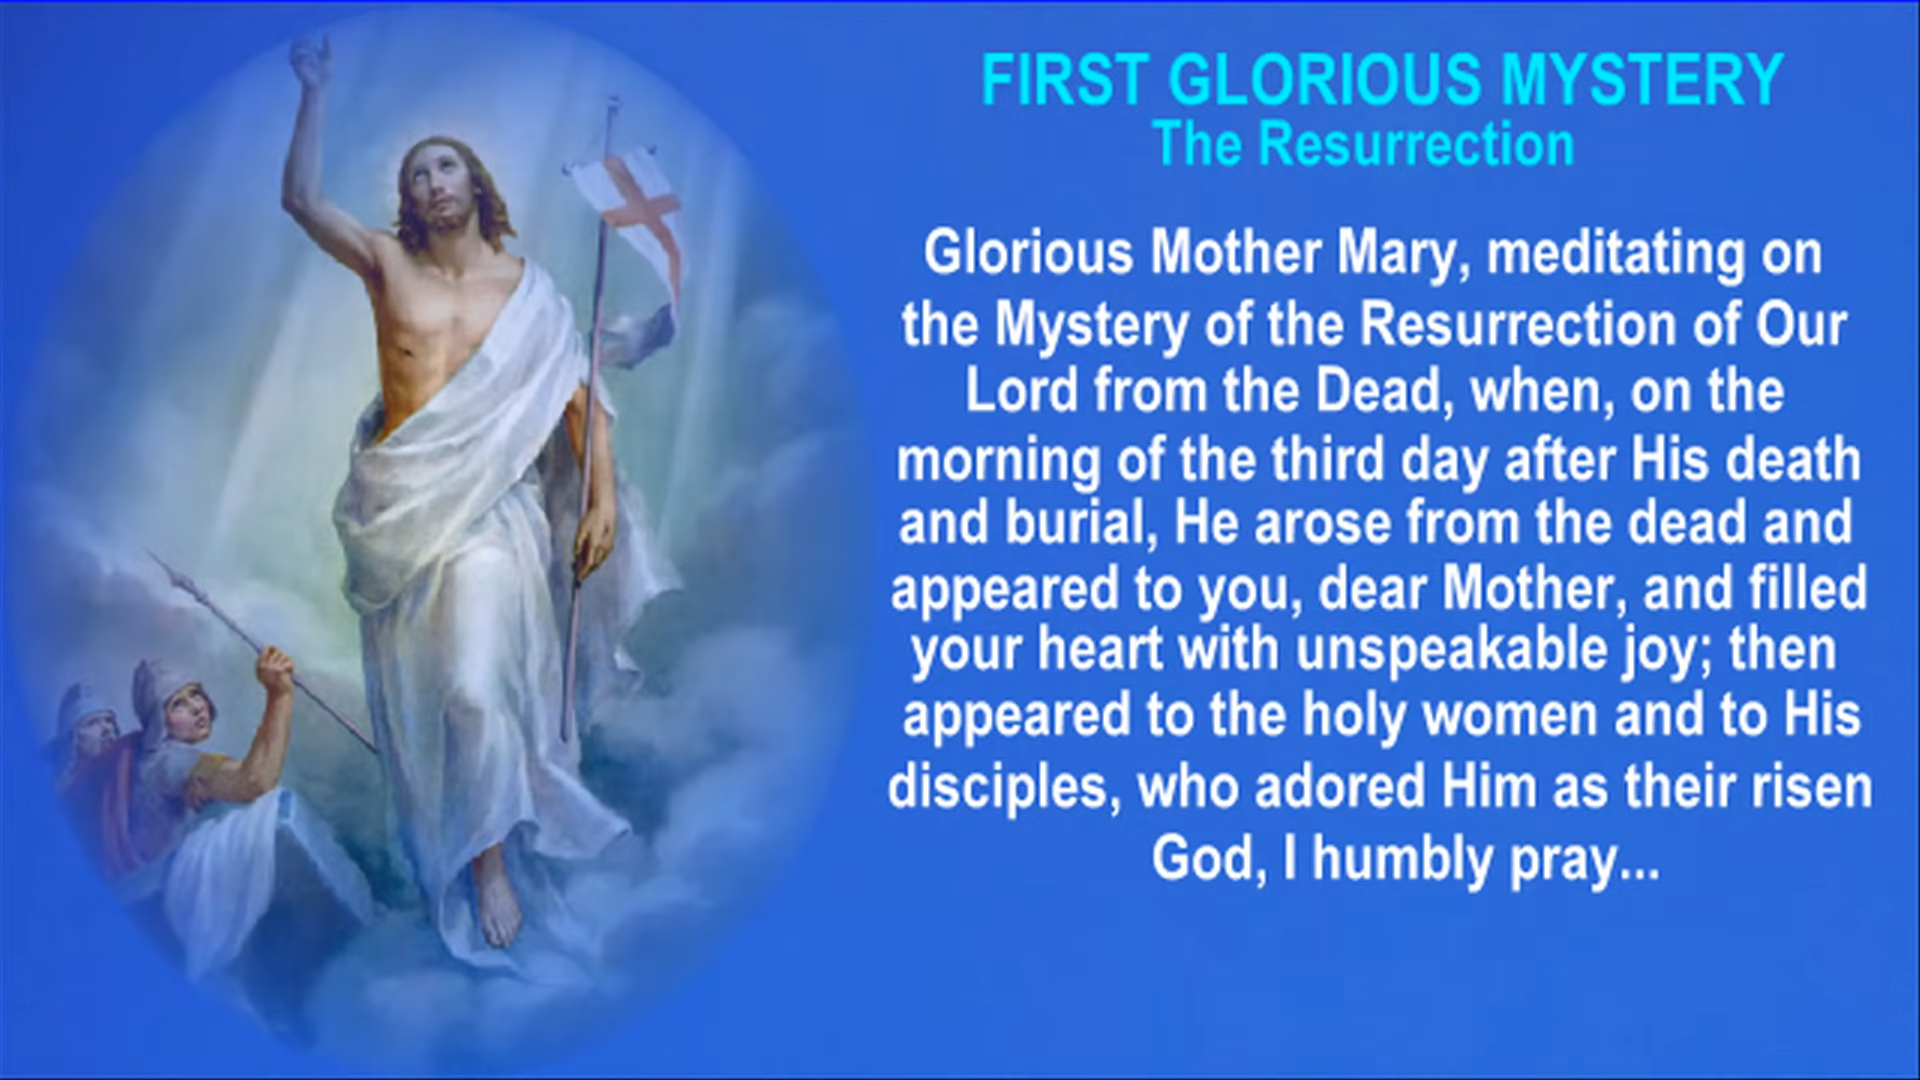 FIRST GLORIOUS MYSTERY
The Resurrection
Glorious Mother Mary, meditating on
the Mystery of the Resurrection of Our
Lord from the Dead, when, on the
morning of the third day after His death
and burial, He arose from the dead and
appeared to you, dear Mother, and filled
your heart with unspeakable joy; then
appeared to the holy women and to His
disciples, who adored Him as their risen
God, I humbly pray...